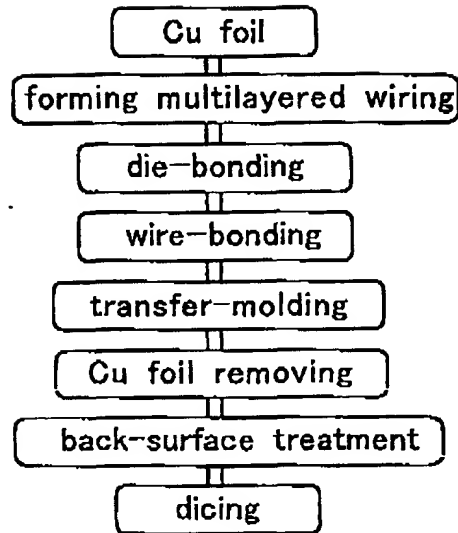 Cu foil
forming multilayered wiring
die-bonding
wire-bonding
transfer-molding
Cu foil removing
back-surface treatment
dicing